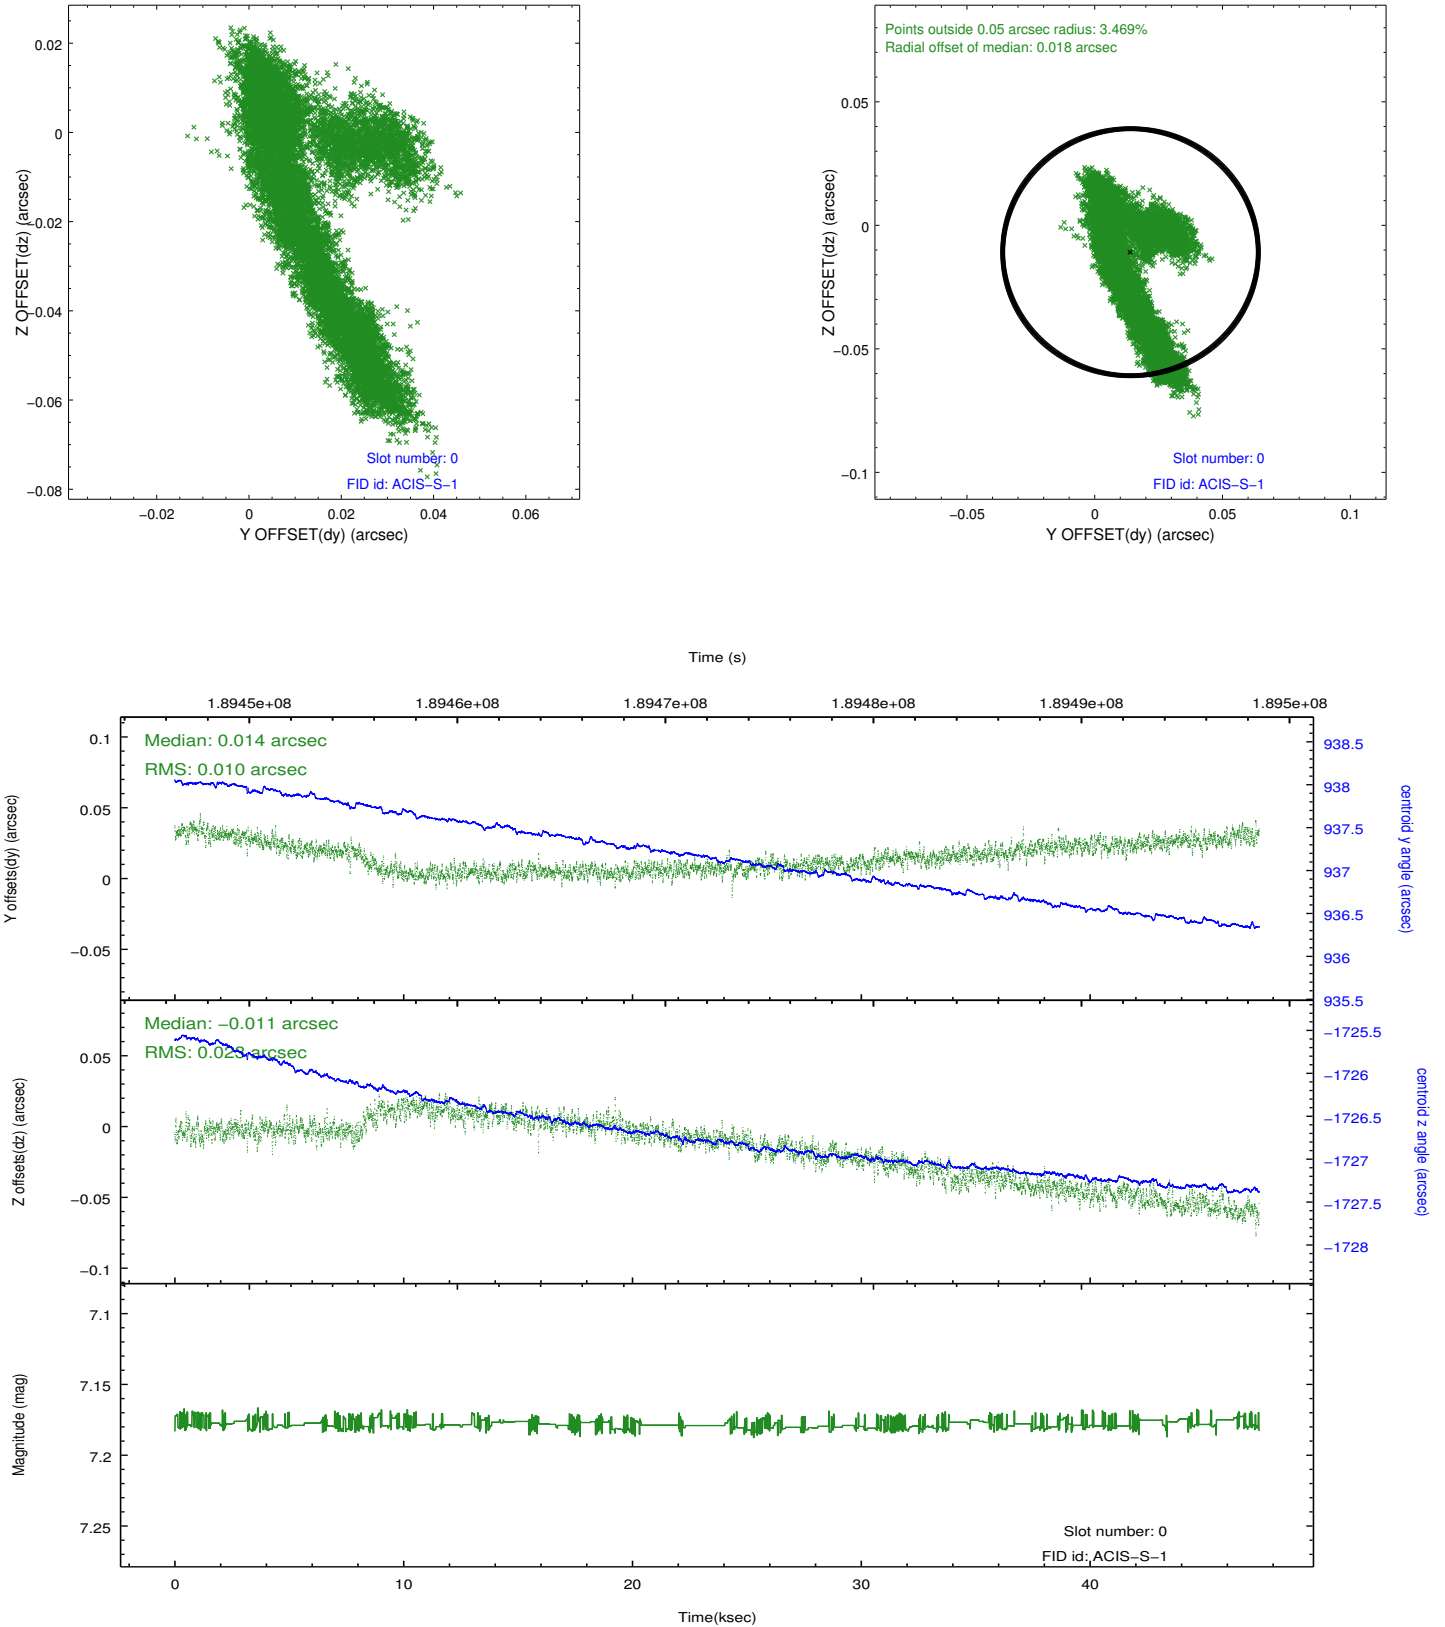 0.02
0
−0.02
−0.04
−0.06
−0.08
Z OFFSET(dz) (arcsec)
Slot number: 0
FID id: ACIS−S−1
−0.02
0
0.02
0.04
0.06
Y OFFSET(dy) (arcsec)
Points outside 0.05 arcsec radius: 3.469%
Radial offset of median: 0.018 arcsec
0.05
0
−0.05
−0.1
Z OFFSET(dz) (arcsec)
Slot number: 0
FID id: ACIS−S−1
−0.05
0
0.05
0.1
Y OFFSET(dy) (arcsec)
Time (s)
1.8945e+08
1.8946e+08
1.8947e+08
1.8948e+08
1.8949e+08
1.895e+08
Median: 0.014 arcsec
RMS: 0.010 arcsec
0.1
0.05
0
−0.05
Y offsets(dy) (arcsec)
938.5
938
937.5
937
936.5
936
935.5
centroid y angle (arcsec)
Median: −0.011 arcsec
RMS: 0.023 arcsec
0.05
0
−0.05
−0.1
Z offsets(dz) (arcsec)
−1725.5
−1726
−1726.5
−1727
−1727.5
−1728
centroid z angle (arcsec)
7.1
7.15
7.2
7.25
Magnitude (mag)
Slot number: 0
FID id: ACIS−S−1
0
10
20
30
40
Time(ksec)